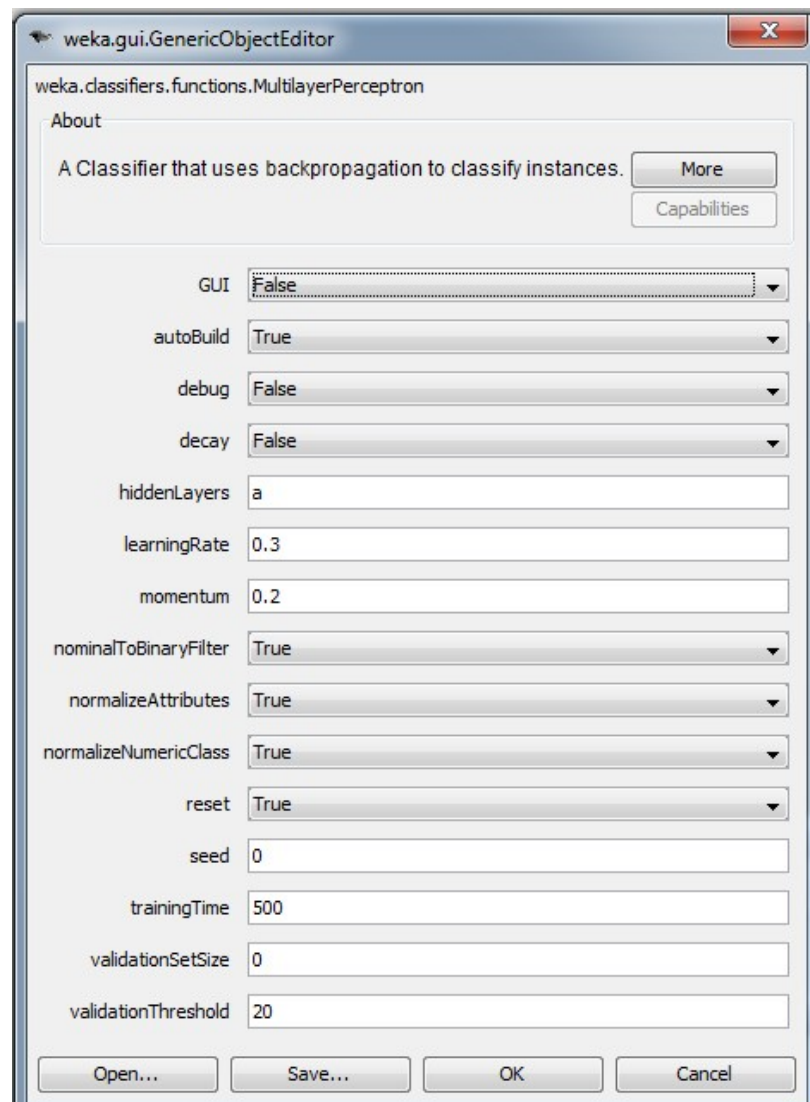 weka.gui.GenericObjectEditor
weka.classifiers.functions.MultilayerPerceptron
About
A Classifier that uses backpropagation to classify instances. More
Capabilities
GUI False
autoBuild True
debug False
decay False
hiddenLayers a
learningRate 0.3
momentum 0.2
nominalToBinaryFilter True
normalizeAttributes True
normalizeNumericClass True
reset True
seed 0
trainingTime 500
validationSetSize 0
validationThreshold 20
Open... Save... OK Cancel